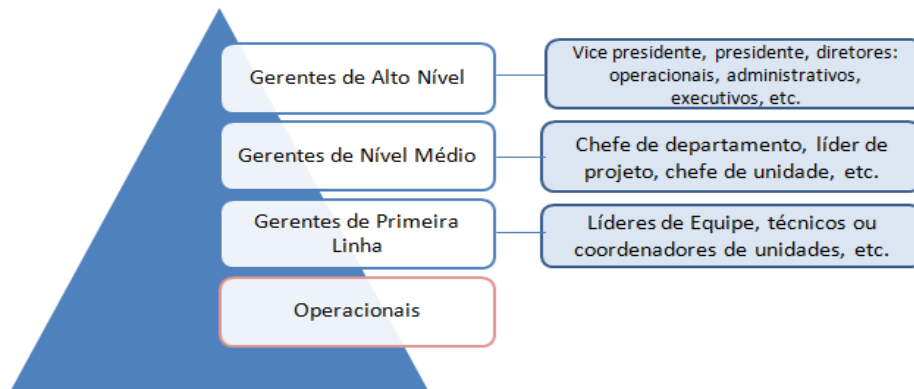 Gerentes de Alto Nível
Vice presidente, presidente, diretores:
operacionais, administrativos,
executivos, etc.
Gerentes de Nível Médio
Chefe de departamento, líder de
projeto, chefe de unidade, etc.
Gerentes de Primeira
Linha
Líderes de Equipe, técnicos ou
coordenadores de unidades, etc.
Operacionais